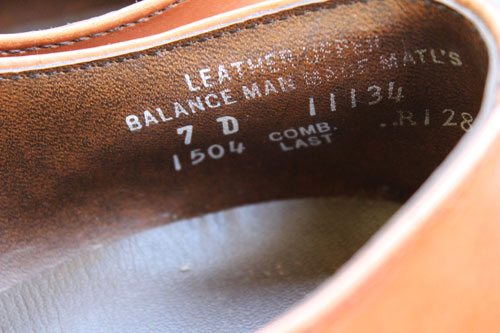 LEATHER UPPER
BALANCE MAN MADE MATL'S
7 D 11134
1504 COMB. LAST ..R128